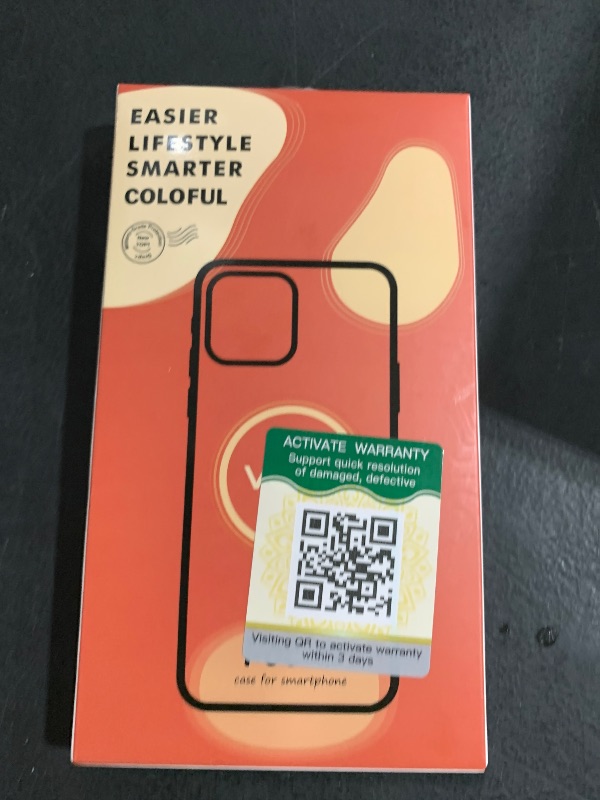 EASIER
LIFESTYLE
SMARTER
COLOFUL
ACTIVATE WARRANTY
Support quick resolution
of damaged, defective
Visiting QR to activate warranty
within 3 days
case for smartphone